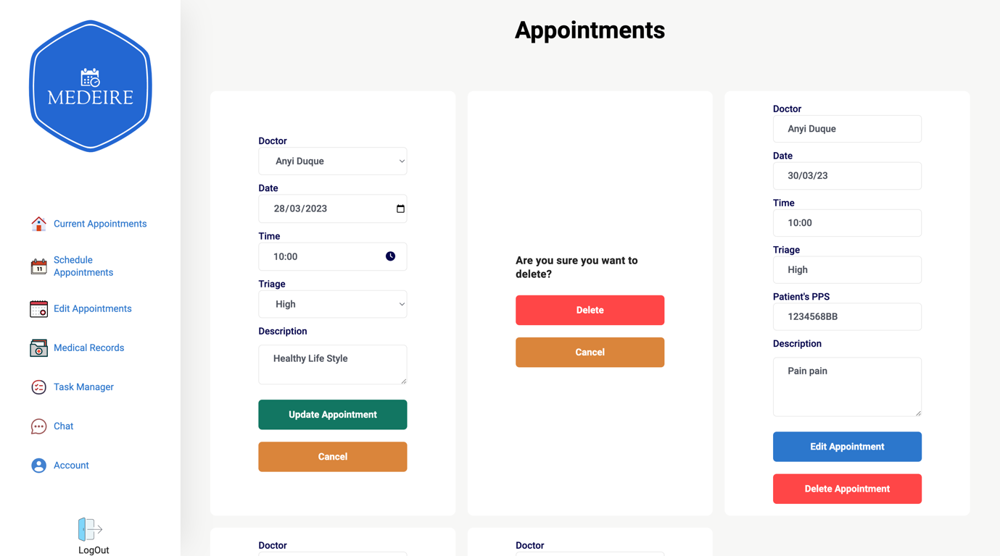 MEDEIRE
Current Appointments
Schedule
Appointments
11
Edit Appointments
Medical Records
Task Manager
Chat
Account
LogOut
Appointments
Doctor
Anyi Duque
Date
28/03/2023
Time
10:00
Triage
High
Description
Healthy Life Style
Update Appointment
Cancel
Are you sure you want to
delete?
Delete
Cancel
Doctor
Anyi Duque
Date
30/03/23
Time
10:00
Triage
High
Patient's PPS
1234568BB
Description
Pain pain
Edit Appointment
Delete Appointment
Doctor
Doctor